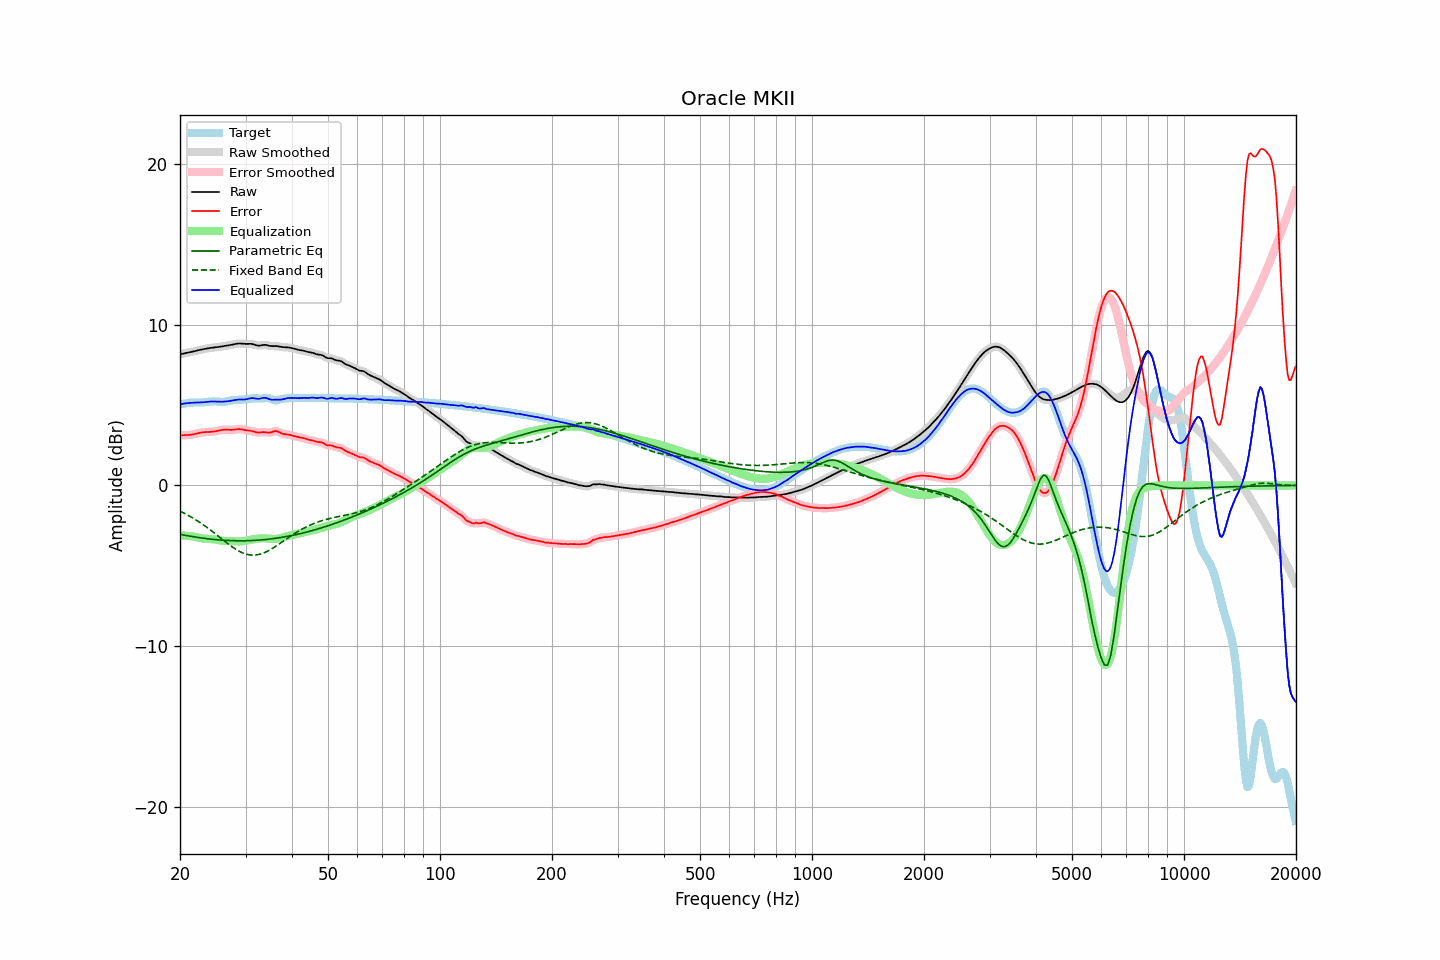 Oracle MKII
Target
Raw Smoothed
Error Smoothed
Raw
Error
Equalization
Parametric Eq
Fixed Band Eq
Equalized
20
10
0
−10
−20
Amplitude (dBr)
20
50
100
200
500
1000
2000
5000
10000
20000
Frequency (Hz)